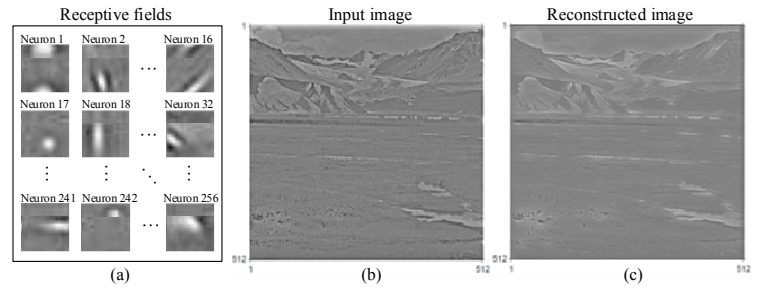 Receptive fields
Input image
Reconstructed image
Neuron 1 Neuron 2 ... Neuron 16
Neuron 17 Neuron 18 ... Neuron 32
Neuron 241 Neuron 242 ... Neuron 256
1
512
1 512
1
512
1 512
(a) (b) (c)